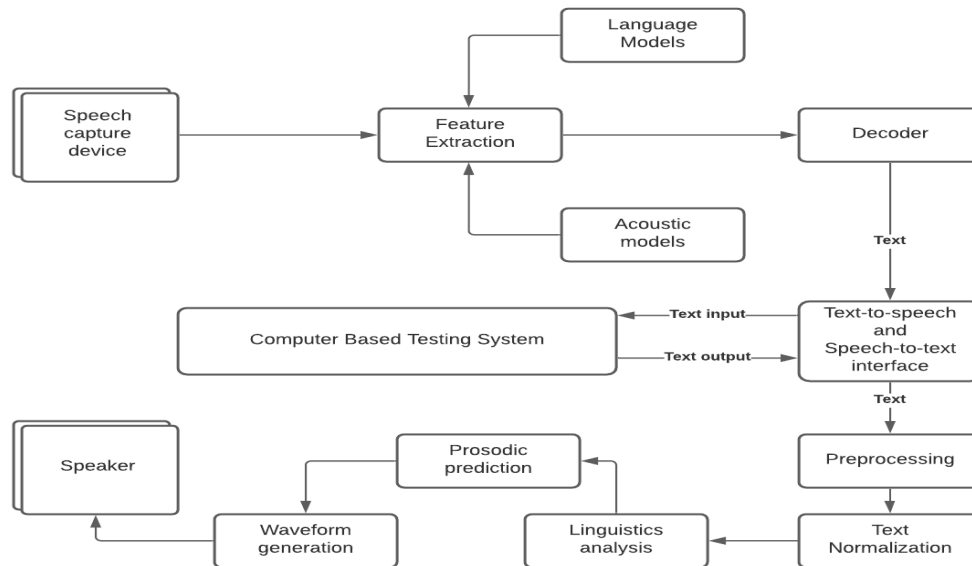 Language
Models
Speech
capture
device
Feature
Extraction
Decoder
Acoustic
models
Text
Text input
Text-to-speech
and
Speech-to-text
interface
Computer Based Testing System
Text output
Text
Speaker
Prosodic
prediction
Preprocessing
Waveform
generation
Linguistics
analysis
Text
Normalization